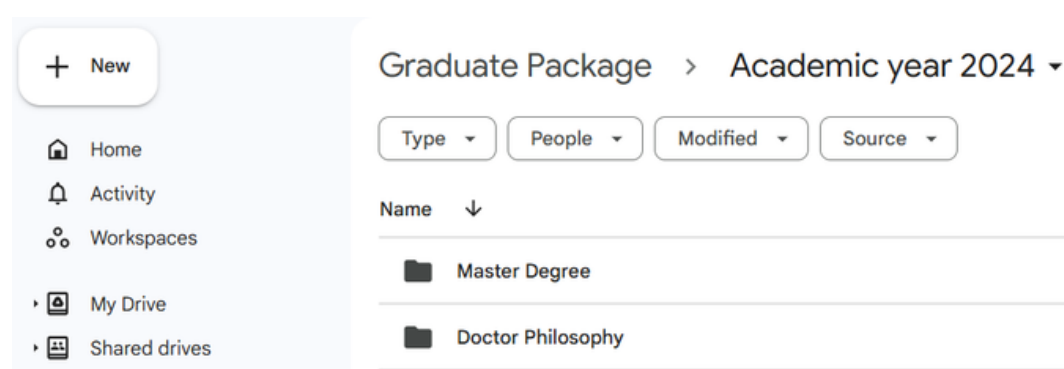 New
Home
Activity
Workspaces
My Drive
Shared drives
Graduate Package > Academic year 2024
Type People Modified Source
Name
Master Degree
Doctor Philosophy